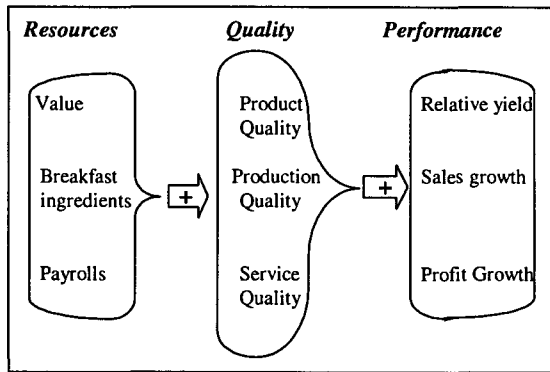 Resources
Quality
Performance
Value
Breakfast
ingredients
Payrolls
+
Product
Quality
Production
Quality
Service
Quality
+
Relative yield
Sales growth
Profit Growth